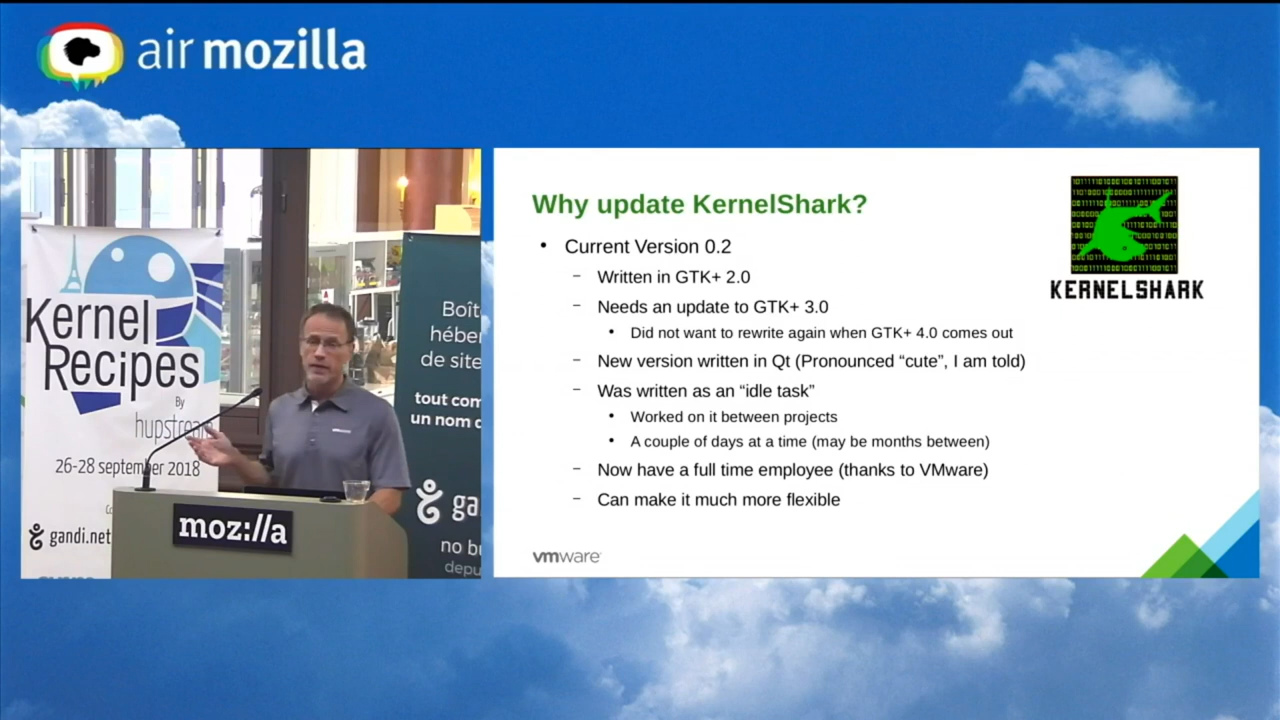 air mozilla
Kernel
Recipes
By
hupstream
26-28 september 2018
gandi.net
moz://a
Boît
héber
de site
tout com
un nom d
ga
no bu
depu
Why update KernelShark?
KERNELSHARK
• Current Version 0.2
– Written in GTK+ 2.0
– Needs an update to GTK+ 3.0
• Did not want to rewrite again when GTK+ 4.0 comes out
– New version written in Qt (Pronounced “cute”, I am told)
– Was written as an “idle task”
• Worked on it between projects
• A couple of days at a time (may be months between)
– Now have a full time employee (thanks to VMware)
– Can make it much more flexible
vmware